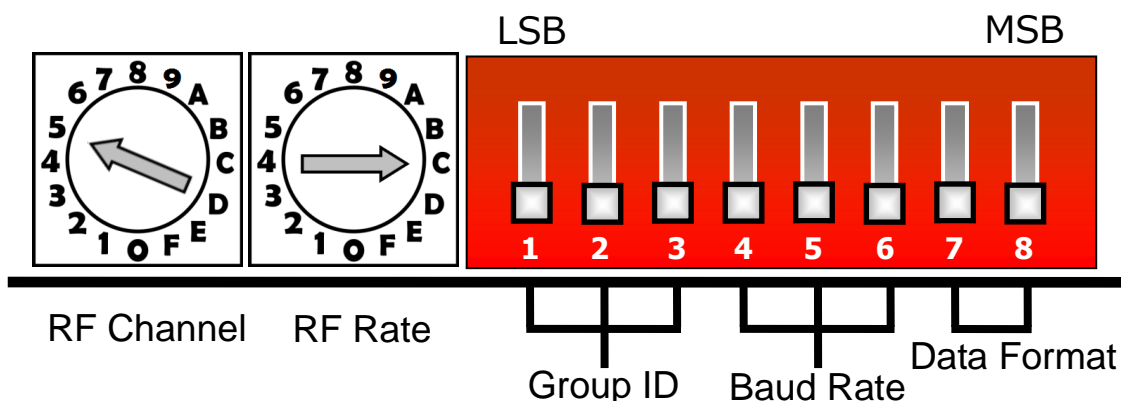 LSB MSB
0 1 2 3 4 5 6 7 8 9 A B C D E F
0 1 2 3 4 5 6 7 8 9 A B C D E F
1 2 3 4 5 6 7 8
RF Channel RF Rate
Group ID Baud Rate Data Format